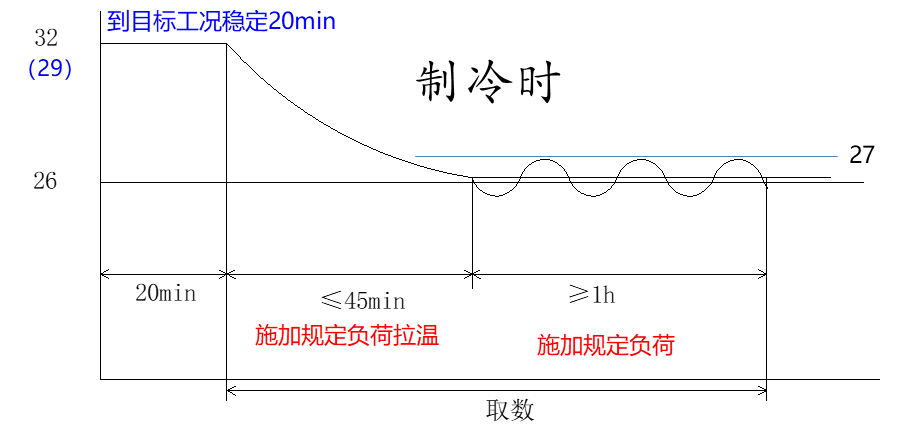 到目标工况稳定20min
32
（29）
制冷时
27
26
20min
≤45min
≥1h
施加规定负荷拉温
施加规定负荷
取数